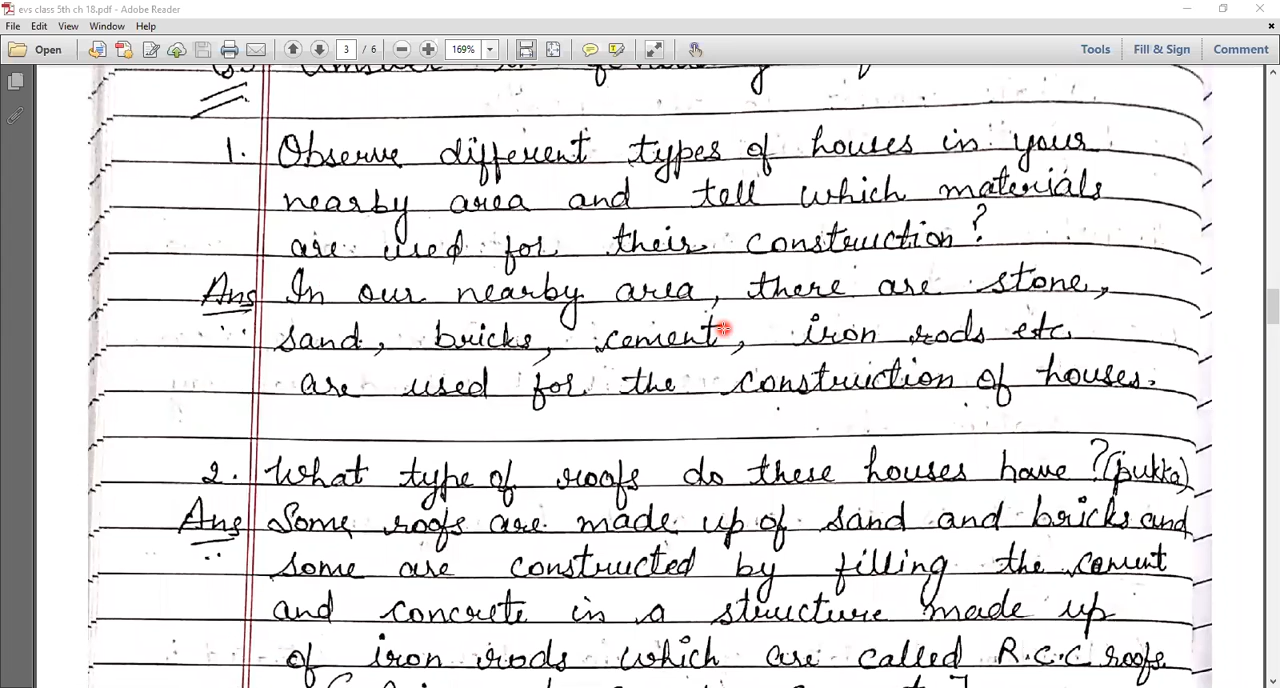 evs class 5th ch 18.pdf - Adobe Reader
File Edit View Window Help
Open 3 / 6 169% Tools Fill & Sign Comment
1. Observe different types of houses in your
nearby area and tell which materials
are used for their construction?
Ans In our nearby area, there are stone,
sand, bricks, cement, iron rods etc
are used for the construction of houses.
2. What type of roofs do these houses have? (pukka)
Ans Some roofs are made up of sand and bricks and
some are constructed by filling the cement
and concrete in a structure made up
of iron rods which are called R.C.C roofs.